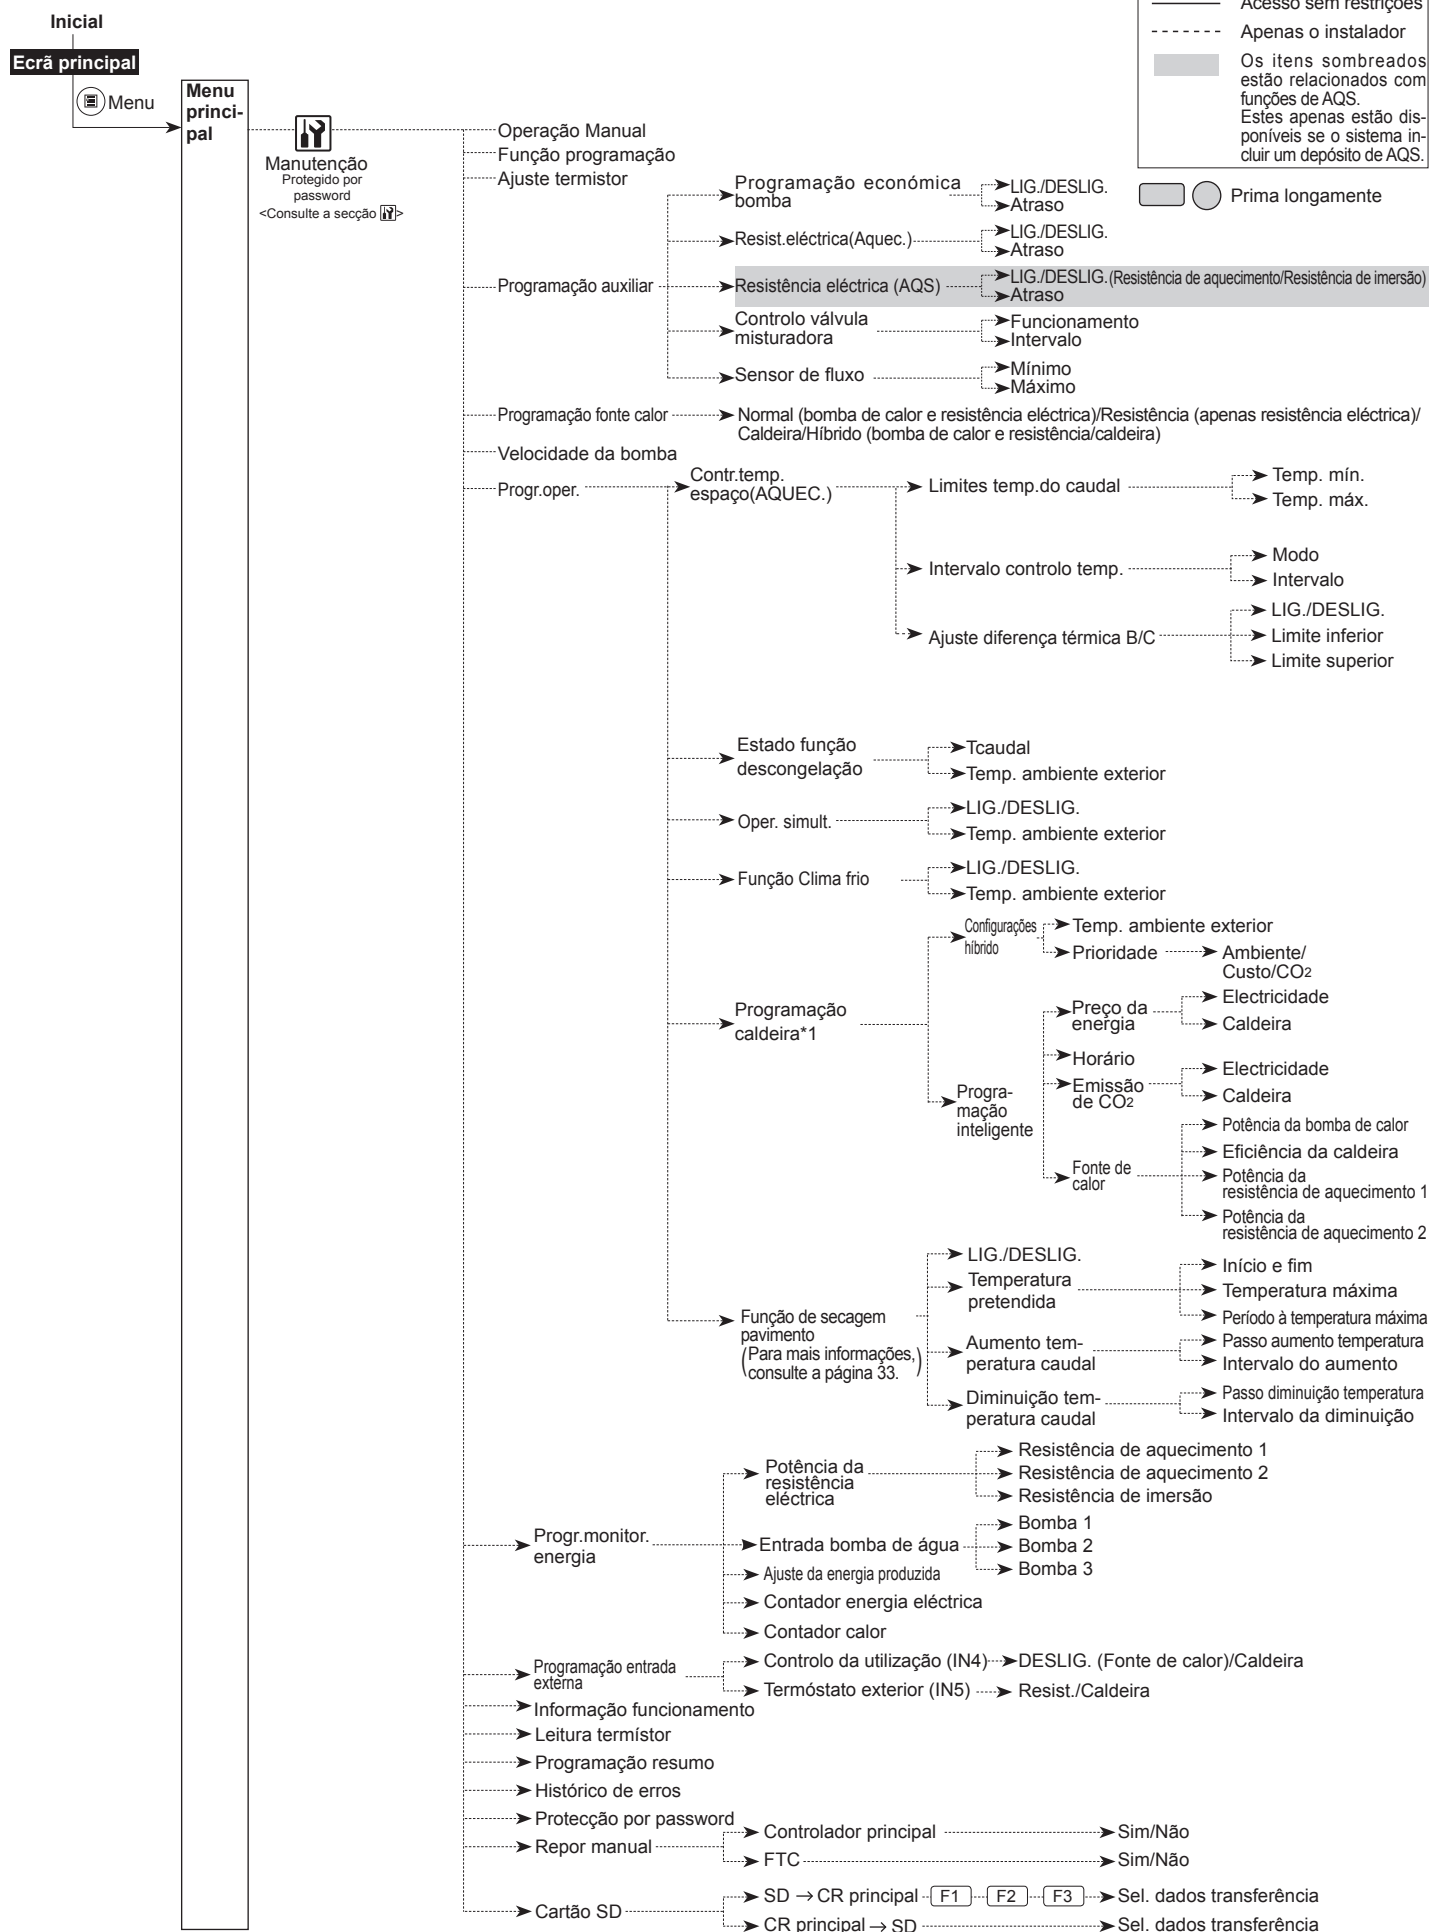 Inicial
Ecrã principal
Menu
Menu
princi-
pal
Manutenção
Protegido por
password
<Consulte a secção >
Acesso sem restrições
Apenas o instalador
Os itens sombreados
estão relacionados com
funções de AQS.
Estes apenas estão dis-
poníveis se o sistema in-
cluir um depósito de AQS.
Prima longamente
Operação Manual
Função programação
Ajuste termistor
Programação auxiliar
Programação económica
bomba
LIG./DESLIG.
Atraso
Resist.eléctrica(Aquec.)
LIG./DESLIG.
Atraso
Resistência eléctrica (AQS)
LIG./DESLIG.(Resistência de aquecimento/Resistência de imersão)
Atraso
Controlo válvula
misturadora
Funcionamento
Intervalo
Sensor de fluxo
Mínimo
Máximo
Programação fonte calor
Normal (bomba de calor e resistência eléctrica)/Resistência (apenas resistência eléctrica)/
Caldeira/Híbrido (bomba de calor e resistência/caldeira)
Velocidade da bomba
Progr.oper.
Contr.temp.
espaço(AQUEC.)
Limites temp.do caudal
Temp. mín.
Temp. máx.
Intervalo controlo temp.
Modo
Intervalo
Ajuste diferença térmica B/C
LIG./DESLIG.
Limite inferior
Limite superior
Estado função
descongelação
Tcaudal
Temp. ambiente exterior
Oper. simult.
LIG./DESLIG.
Temp. ambiente exterior
Função Clima frio
LIG./DESLIG.
Temp. ambiente exterior
Programação
caldeira*1
Configurações
híbrido
Temp. ambiente exterior
Prioridade
Ambiente/
Custo/CO2
Progra-
mação
inteligente
Preço da
energia
Electricidade
Caldeira
Horário
Emissão
de CO2
Electricidade
Caldeira
Fonte de
calor
Potência da bomba de calor
Eficiência da caldeira
Potência da
resistência de aquecimento 1
Potência da
resistência de aquecimento 2
Função de secagem
pavimento
(Para mais informações,
consulte a página 33.)
LIG./DESLIG.
Temperatura
pretendida
Início e fim
Temperatura máxima
Período à temperatura máxima
Aumento tem-
peratura caudal
Passo aumento temperatura
Intervalo do aumento
Diminuição tem-
peratura caudal
Passo diminuição temperatura
Intervalo da diminuição
Progr.monitor.
energia
Potência da
resistência
eléctrica
Resistência de aquecimento 1
Resistência de aquecimento 2
Resistência de imersão
Entrada bomba de água
Bomba 1
Bomba 2
Bomba 3
Ajuste da energia produzida
Contador energia eléctrica
Contador calor
Programação entrada
externa
Controlo da utilização (IN4)
DESLIG. (Fonte de calor)/Caldeira
Termóstato exterior (IN5)
Resist./Caldeira
Informação funcionamento
Leitura termístor
Programação resumo
Histórico de erros
Protecção por password
Repor manual
Controlador principal
Sim/Não
FTC
Sim/Não
Cartão SD
SD → CR principal
F1
F2
F3
Sel. dados transferência
CR principal → SD
Sel. dados transferência